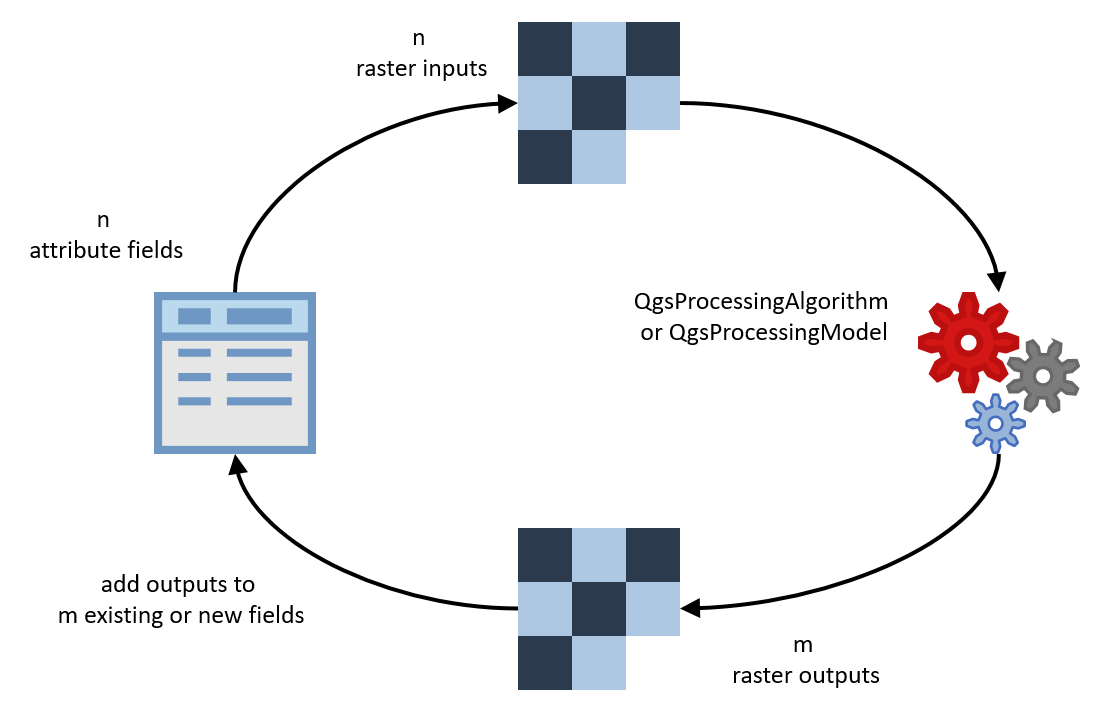 n
raster inputs
n
attribute fields
QgsProcessingAlgorithm
or QgsProcessingModel
add outputs to
m existing or new fields
m
raster outputs